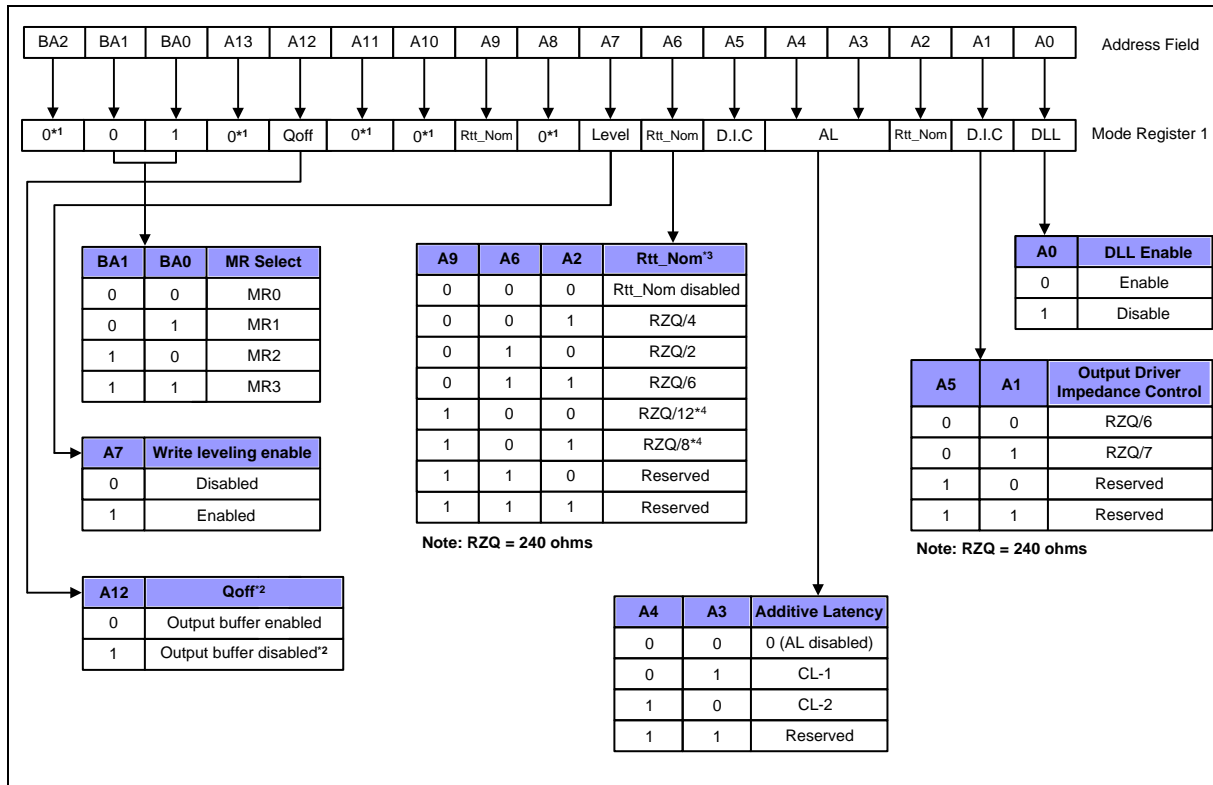 BA2 BA1 BA0 A13 A12 A11 A10 A9 A8 A7 A6 A5 A4 A3 A2 A1 A0 Address Field
0*1 0 1 0*1 Qoff 0*1 0*1 Rtt_Nom 0*1 Level Rtt_Nom D.I.C AL Rtt_Nom D.I.C DLL Mode Register 1
BA1 BA0 MR Select
0 0 MR0
0 1 MR1
1 0 MR2
1 1 MR3
A7 Write leveling enable
0 Disabled
1 Enabled
A12 Qoff*2
0 Output buffer enabled
1 Output buffer disabled*2
A9 A6 A2 Rtt_Nom*3
0 0 0 Rtt_Nom disabled
0 0 1 RZQ/4
0 1 0 RZQ/2
0 1 1 RZQ/6
1 0 0 RZQ/12*4
1 0 1 RZQ/8*4
1 1 0 Reserved
1 1 1 Reserved
Note: RZQ = 240 ohms
A4 A3 Additive Latency
0 0 0 (AL disabled)
0 1 CL-1
1 0 CL-2
1 1 Reserved
A0 DLL Enable
0 Enable
1 Disable
A5 A1 Output Driver
Impedance Control
0 0 RZQ/6
0 1 RZQ/7
1 0 Reserved
1 1 Reserved
Note: RZQ = 240 ohms